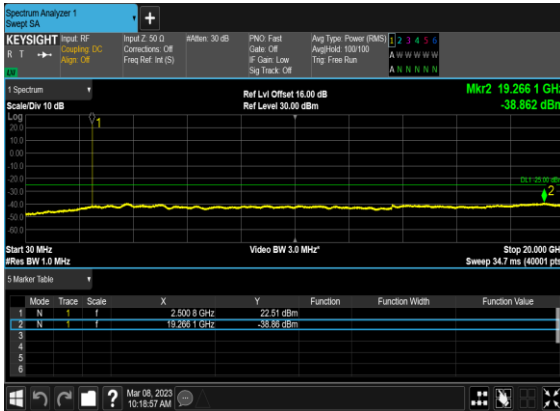 Spectrum Analyzer 1
Swept SA
+
KEYSIGHT
R T
LXI
Input: RF
Coupling: DC
Align: Off
Input Z: 50 Ω
Corrections: Off
Freq Ref: Int (S)
#Atten: 30 dB
PNO: Fast
Gate: Off
IF Gain: Low
Sig Track: Off
Avg Type: Power (RMS)
Avg|Hold: 100/100
Trig: Free Run
1 2 3 4 5 6
A W W W W W
A N N N N N
1 Spectrum
Scale/Div 10 dB
Ref Lvl Offset 16.00 dB
Ref Level 30.00 dBm
Mkr2 19.266 1 GHz
-38.862 dBm
Log
20.0
10.0
0.00
-10.0
-20.0
-30.0
-40.0
-50.0
-60.0
1
DL1 -25.00 dBm
2
Start 30 MHz
#Res BW 1.0 MHz
Video BW 3.0 MHz*
Stop 20.000 GHz
Sweep 34.7 ms (40001 pts)
5 Marker Table
Mode Trace Scale X Y Function Function Width Function Value
1 N 1 f 2.500 8 GHz 22.51 dBm
2 N 1 f 19.266 1 GHz -38.86 dBm
3
4
5
6
?
Mar 08, 2023
10:18:57 AM